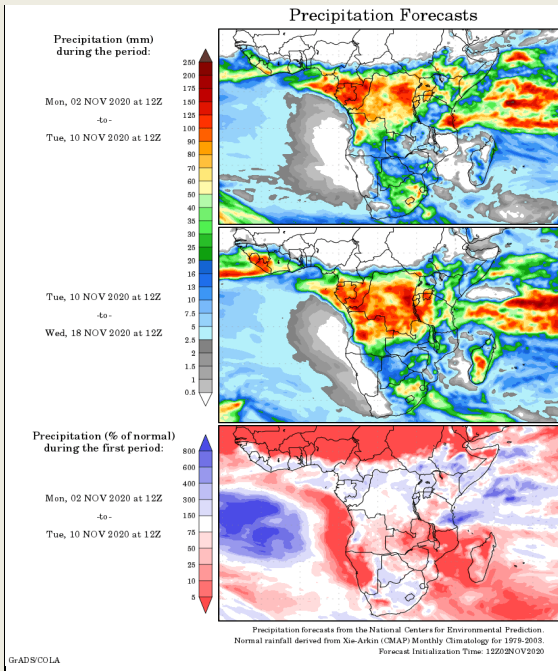 Precipitation Forecasts
Precipitation (mm)
during the period:
Mon, 02 NOV 2020 at 12Z
-to-
Tue, 10 NOV 2020 at 12Z
250
200
175
150
125
100
90
80
70
60
50
40
35
30
25
20
16
13
10
7.5
5
2.5
2
1.5
1
0.5
Tue, 10 NOV 2020 at 12Z
-to-
Wed, 18 NOV 2020 at 12Z
Precipitation (% of normal)
during the first period:
Mon, 02 NOV 2020 at 12Z
-to-
Tue, 10 NOV 2020 at 12Z
800
600
400
300
150
75
50
25
10
5
Precipitation forecasts from the National Centers for Environmental Prediction.
Normal rainfall derived from Xie-Arkin (CMAP) Monthly Climatology for 1979-2003.
Forecast Initialization Time: 12Z02NOV2020
GrADS/COLA